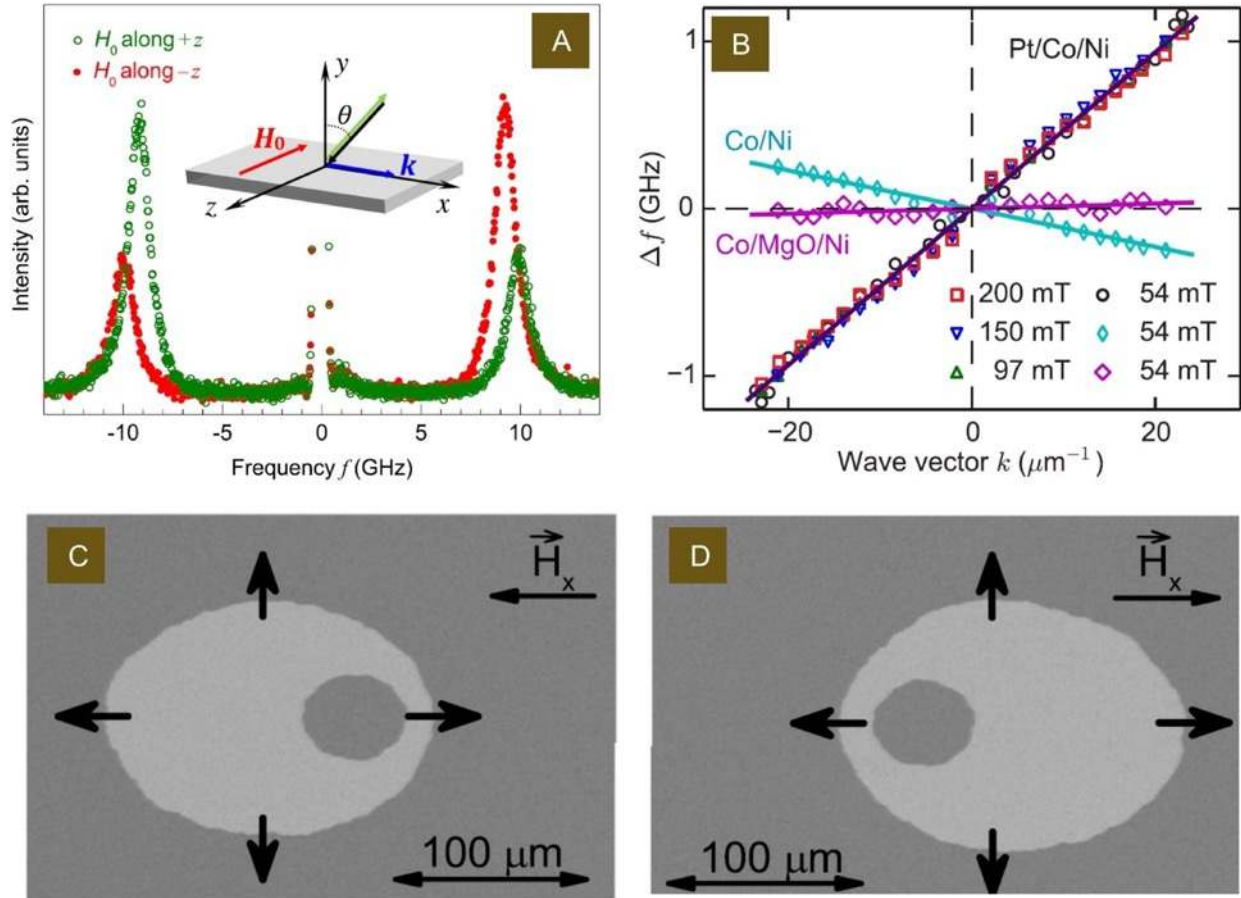 A
H₀ along +z
H₀ along −z
y
θ
H₀
k
z
x
Intensity (arb. units)
-10
-5
0
5
10
Frequency f (GHz)
B
1
0
−1
Δf (GHz)
Pt/Co/Ni
Co/Ni
Co/MgO/Ni
200 mT
54 mT
150 mT
54 mT
97 mT
54 mT
−20
0
20
Wave vector k (μm⁻¹)
C
H⃗ₓ
100 μm
D
H⃗ₓ
100 μm